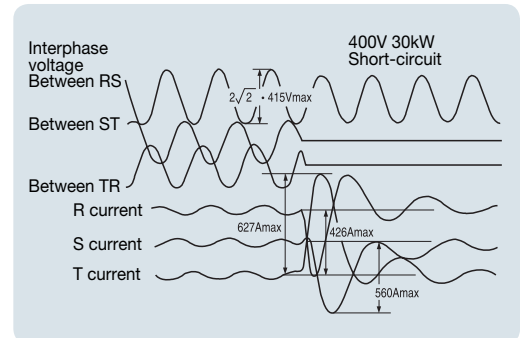 Interphase
voltage
Between RS
400V 30kW
Short-circuit
2√2 · 415Vmax
Between ST
Between TR
R current
627Amax
426Amax
S current
T current
560Amax